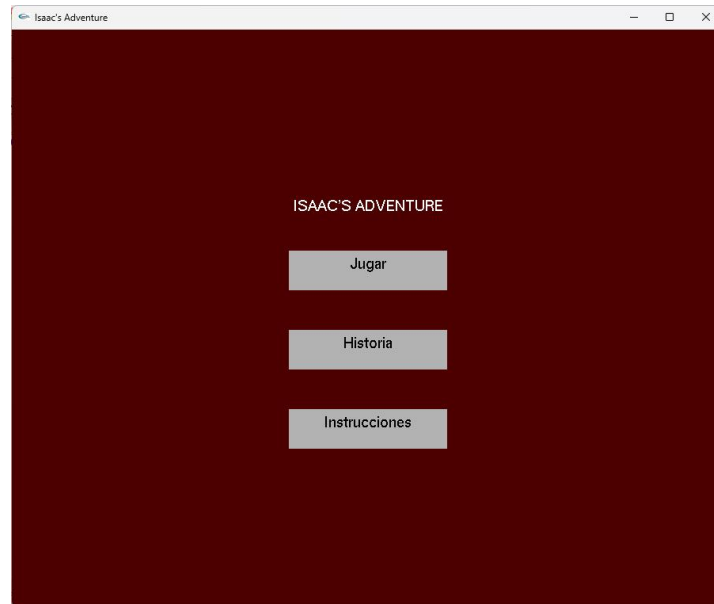 Isaac's Adventure
ISAAC'S ADVENTURE
Jugar
Historia
Instrucciones